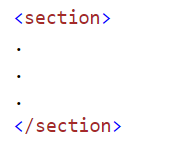 <section>
.
.
.
</section>